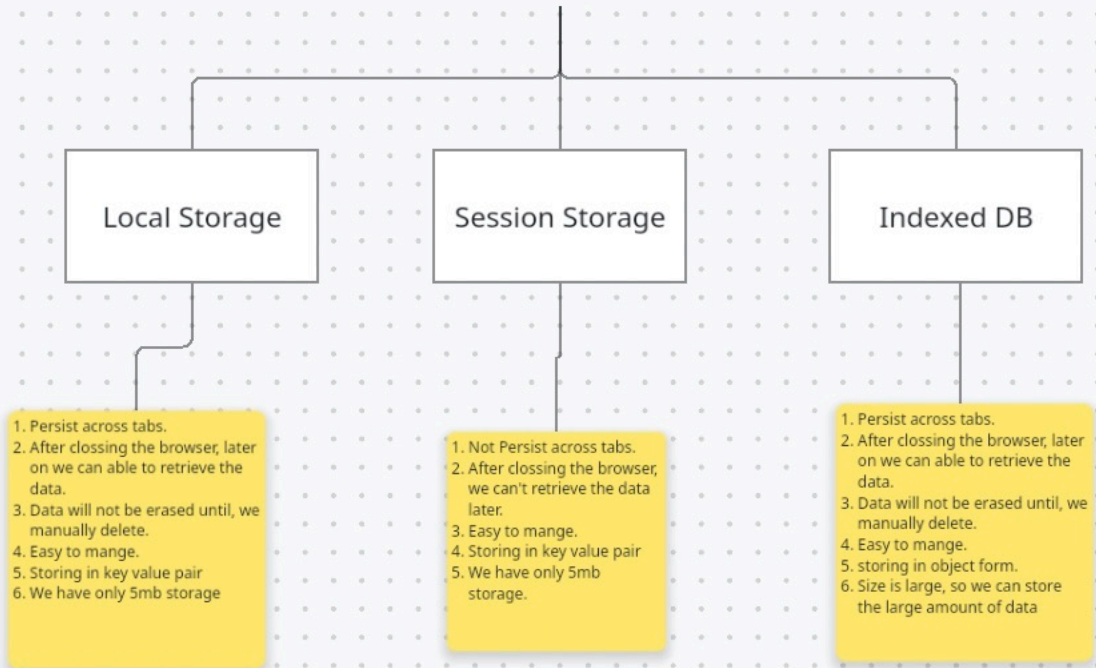 Local Storage
Session Storage
Indexed DB
1. Persist across tabs.
2. After clossing the browser, later
on we can able to retrieve the
data.
3. Data will not be erased until, we
manually delete.
4. Easy to mange.
5. Storing in key value pair
6. We have only 5mb storage
1. Not Persist across tabs.
2. After clossing the browser,
we can't retrieve the data
later.
3. Easy to mange.
4. Storing in key value pair
5. We have only 5mb
storage.
1. Persist across tabs.
2. After clossing the browser, later
on we can able to retrieve the
data.
3. Data will not be erased until, we
manually delete.
4. Easy to mange.
5. storing in object form.
6. Size is large, so we can store
the large amount of data